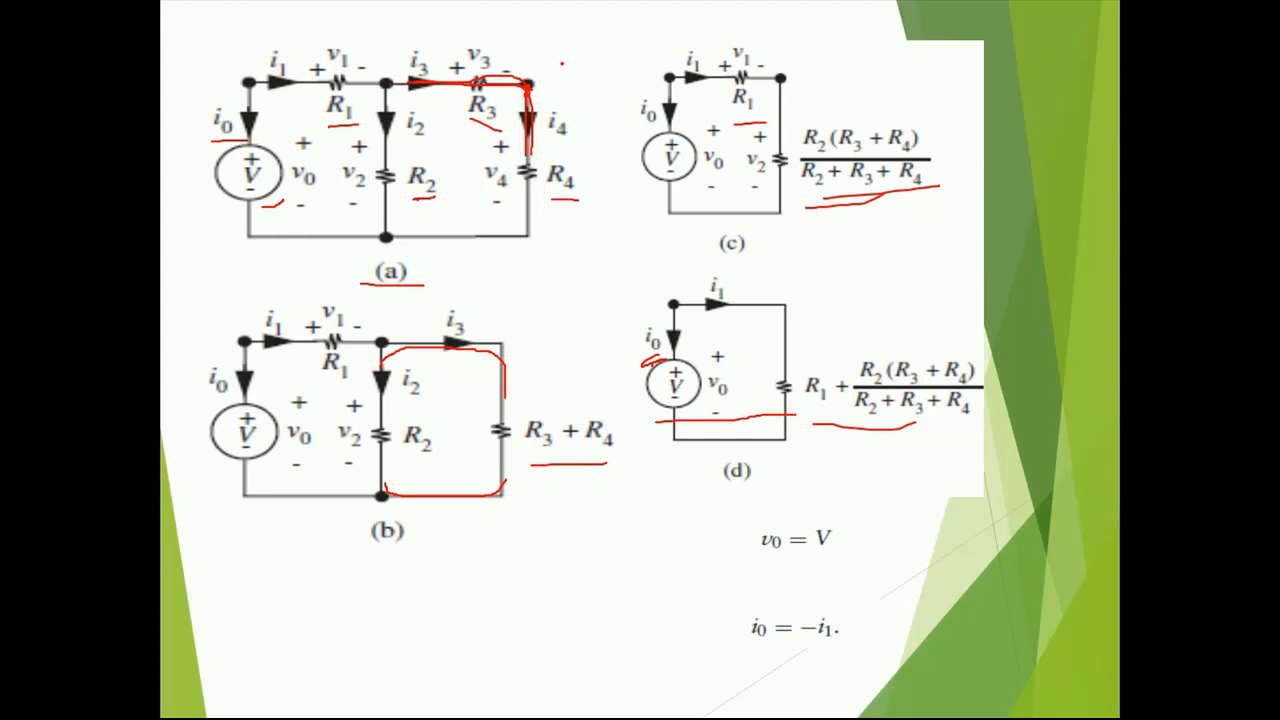 i₁ + v₁ - i₃ + v₃ -
R₁ R₃
i₀ i₂ i₄
+ + + +
V v₀ v₂ R₂ v₄ R₄
- - - -
(a)
i₁ + v₁ - i₃
R₁
i₀ i₂
+ + +
V v₀ v₂ R₂ R₃ + R₄
- - -
(b)
i₁ + v₁ -
R₁
i₀
+ + + R₂ (R₃ + R₄)
V v₀ v₂ R₂ + R₃ + R₄
- - -
(c)
i₁
i₀
+ + R₂ (R₃ + R₄)
V v₀ R₁ + R₂ + R₃ + R₄
- -
(d)
v₀ = V
i₀ = −i₁.